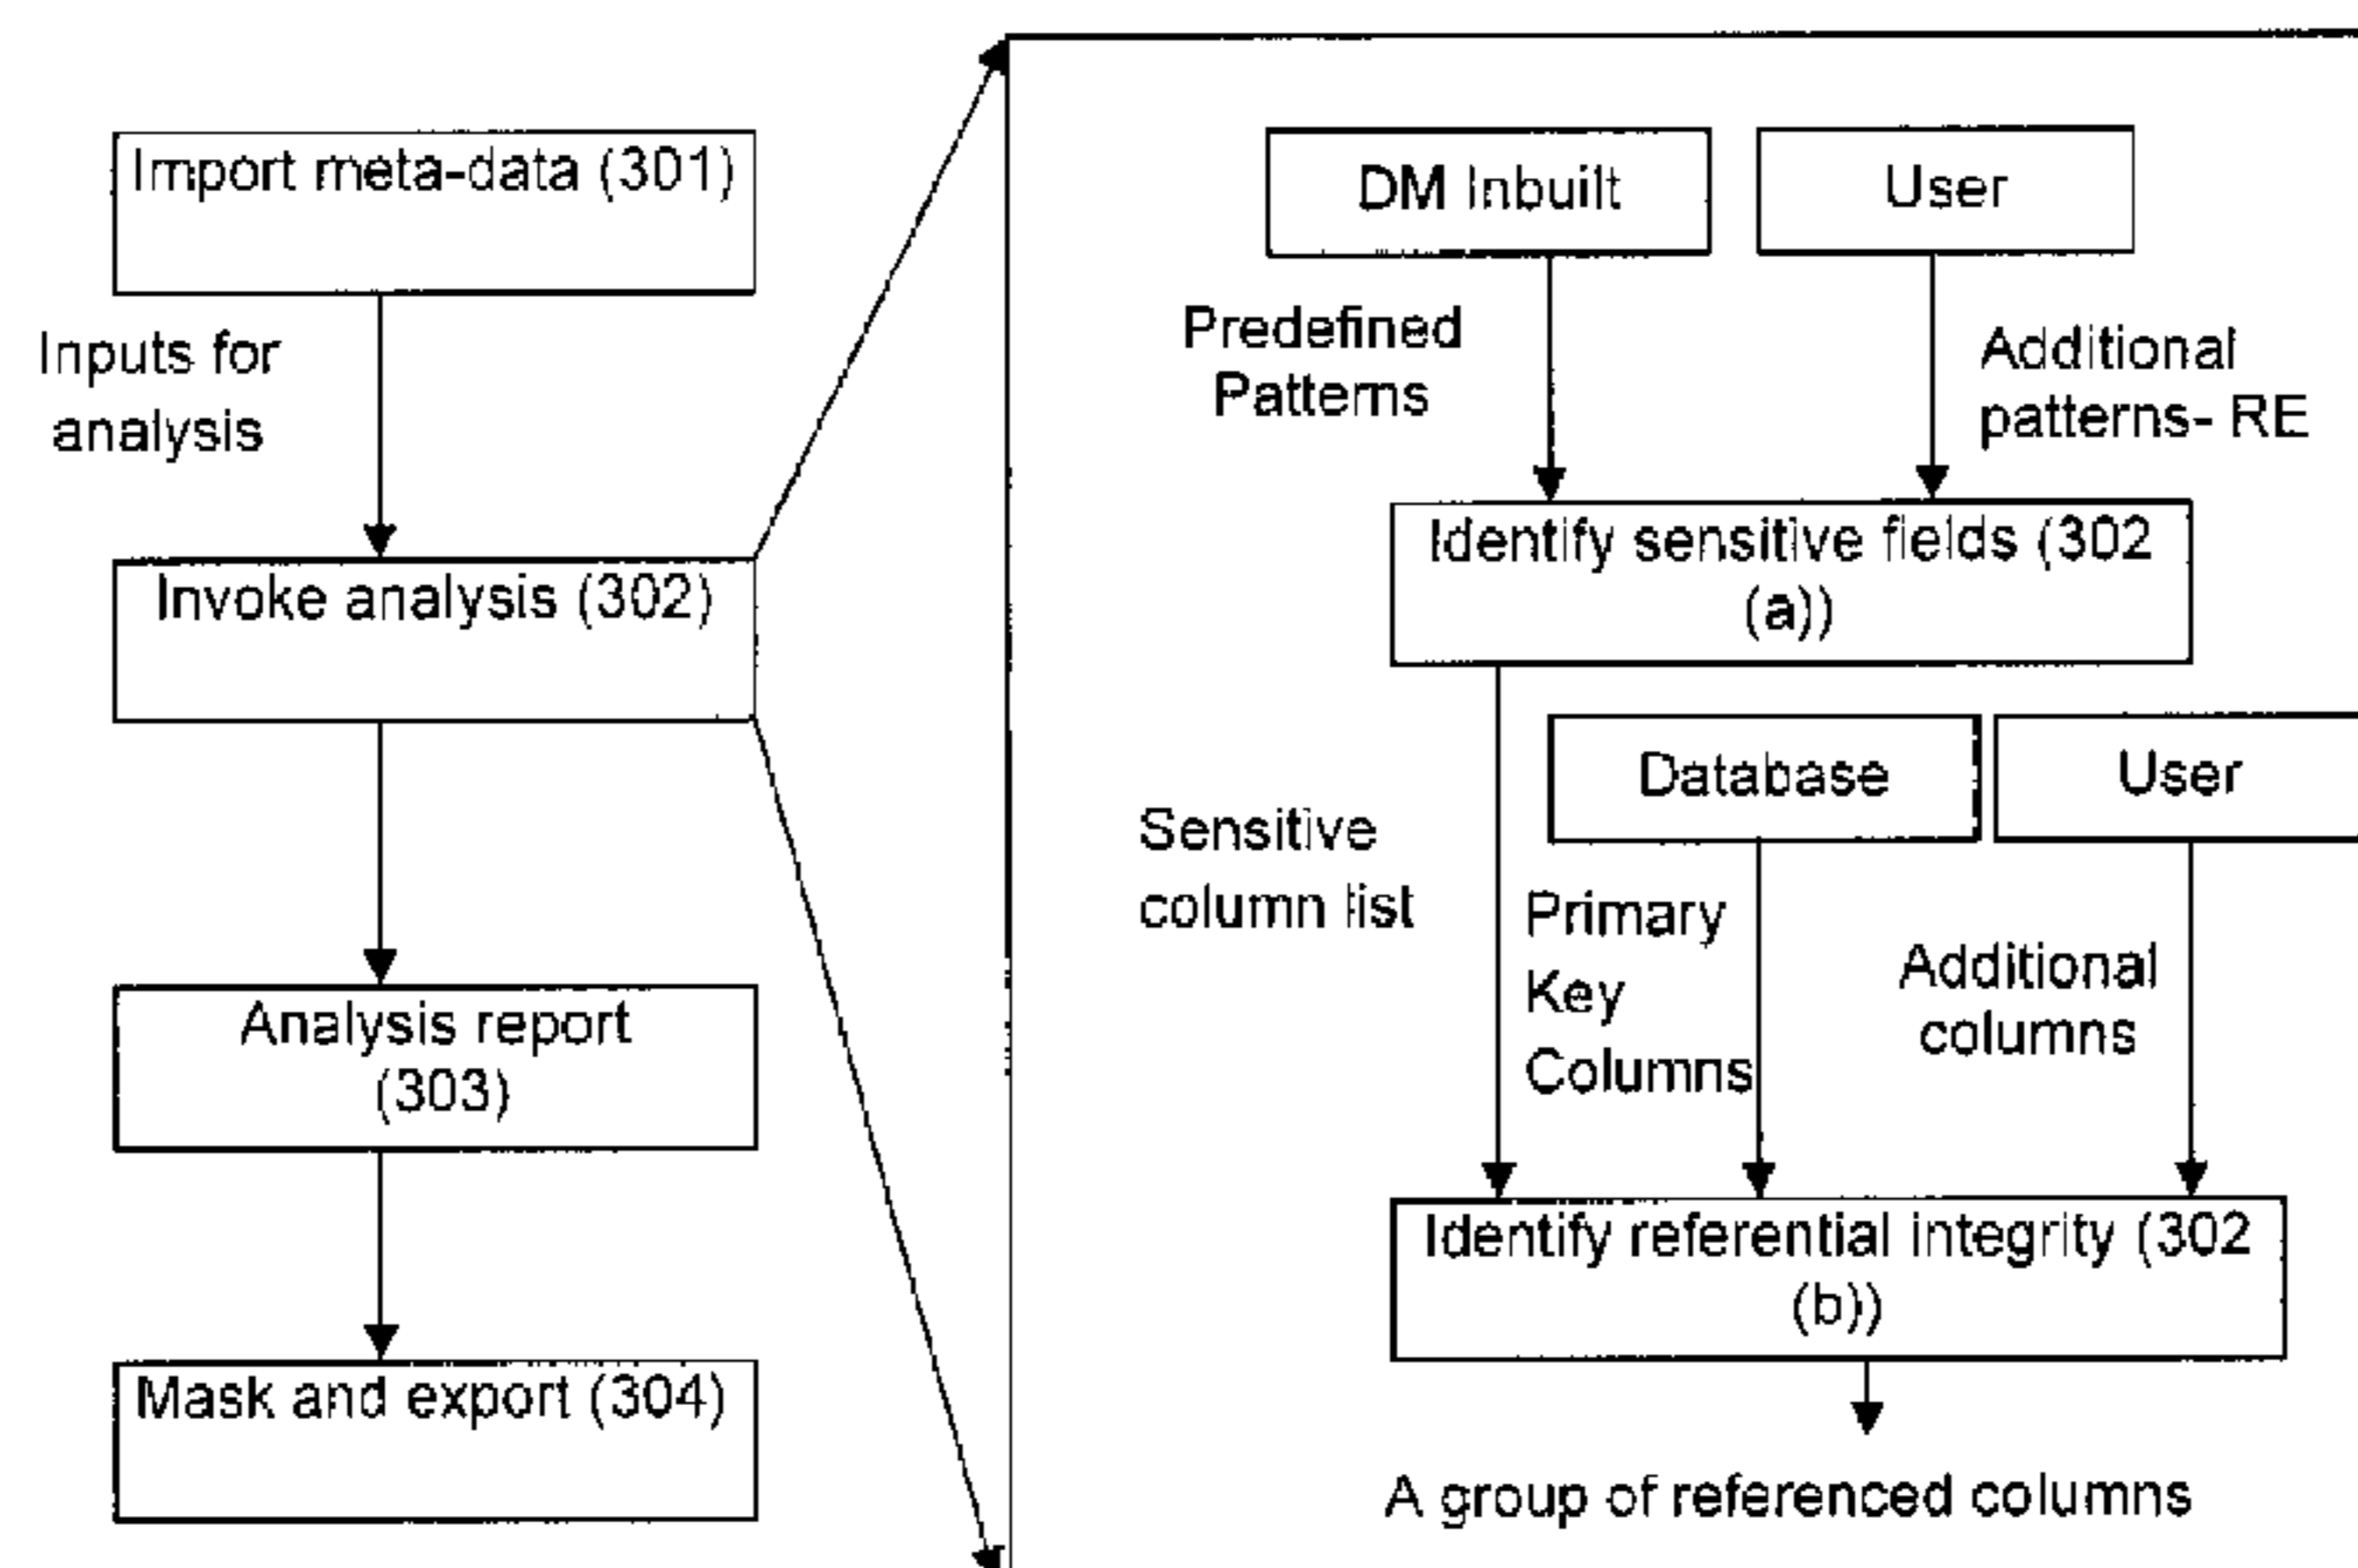 Import meta-data (301)
Inputs for
analysis
Invoke analysis (302)
Analysis report
(303)
Mask and export (304)
DM Inbuilt
User
Predefined
Patterns
Additional
patterns- RE
Identify sensitive fields (302
(a))
Database
User
Sensitive
column list
Primary
Key
Columns
Additional
columns
Identify referential integrity (302
(b))
A group of referenced columns